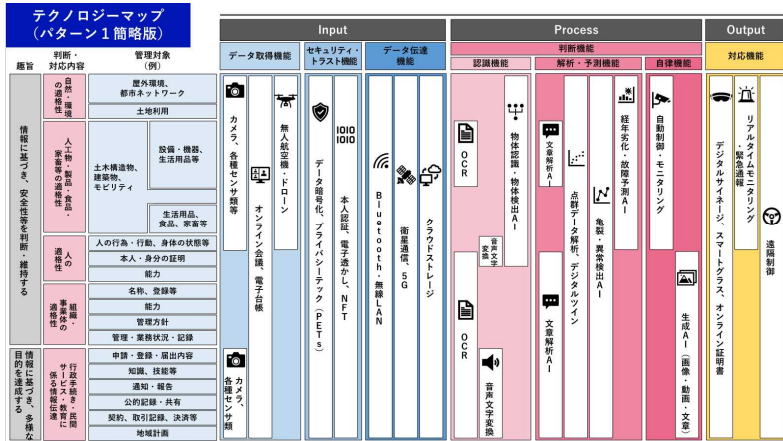 テクノロジーマップ
(パターン1簡略版)
Input
Process
Output
データ取得機能
セキュリティ・
トラスト機能
データ伝達
機能
判断機能
認識機能
解析・予測機能
自律機能
対応機能
趣旨
判断・
対応内容
管理対象
(例)
情報に基づき、安全性等を判断・維持する
情報に基づき、多様な
目的を達成する
自然・環境
の適格性
屋外環境、
都市ネットワーク
土地利用
人工物・製品・食品・
家畜等の適格性
土木構造物、
建築物、
モビリティ
設備・機器、
生活用品等
生活用品、
食品、家畜等
人の
適格性
人の行為・行動、身体の状態等
本人・身分の証明
能力
組織・
事業体の
適格性
名称、登録等
能力
管理方針
管理・業務状況・記録
行政手続き・民間
サービス・教育に
係る情報伝達
申請・登録・届出内容
知識、技能等
通知・報告
公的記録・共有
契約、取引記録、決済等
地域計画
カメラ、各種センサ類等
カメラ、
各種センサ類
オンライン会議、電子台帳
無人航空機・ドローン
データ暗号化、プライバシーテック(PETs)
1010
1010
本人認証、電子透かし、NFT
Bluetooth・無線LAN
衛星通信、5G
クラウドストレージ
OCR
OCR
音声文字
変換
音声文字変換
物体認識・物体検出AI
文章解析AI
文章解析AI
点群データ解析、デジタルツイン
亀裂・異常検出AI
経年劣化・故障予測AI
自動制御・モニタリング
生成AI(画像・動画・文章)
デジタルサイネージ、スマートグラス、オンライン証明書
リアルタイムモニタリング
・緊急通報
遠隔制御